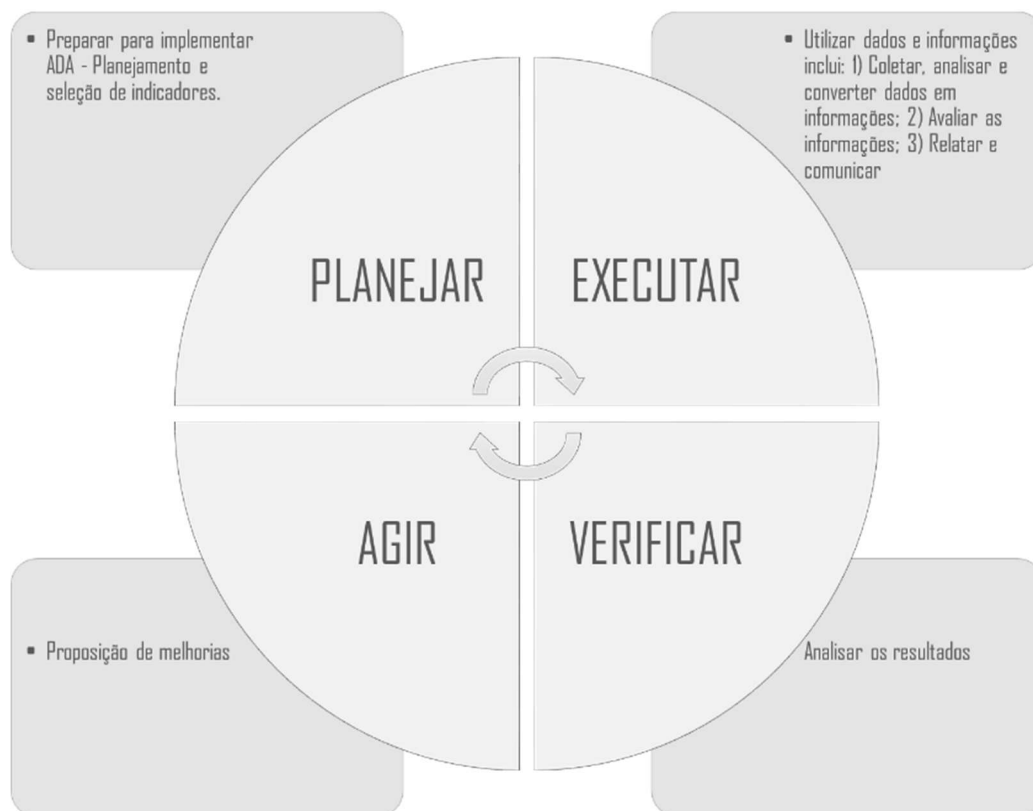 ▪ Preparar para implementar
ADA - Planejamento e
seleção de indicadores.
▪ Utilizar dados e informações
inclui: 1) Coletar, analisar e
converter dados em
informações; 2) Avaliar as
informações; 3) Relatar e
comunicar
PLANEJAR
EXECUTAR
AGIR
VERIFICAR
▪ Proposição de melhorias
Analisar os resultados